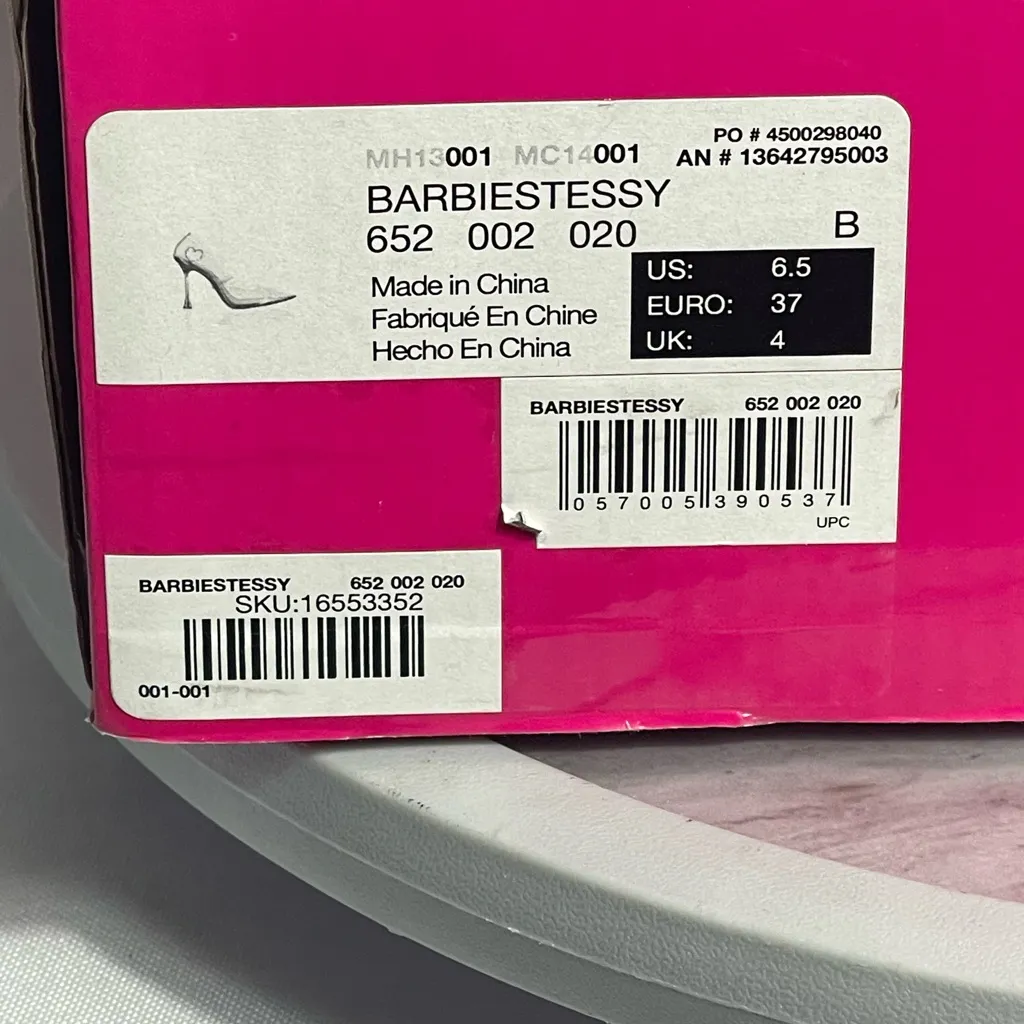 PO # 4500298040
MH13001 MC14001 AN # 13642795003
BARBIESTESSY
652 002 020 B
Made in China
Fabriqué En Chine
Hecho En China
US: 6.5
EURO: 37
UK: 4
BARBIESTESSY 652 002 020
0 57005 39053 7
UPC
BARBIESTESSY 652 002 020
SKU:16553352
001-001